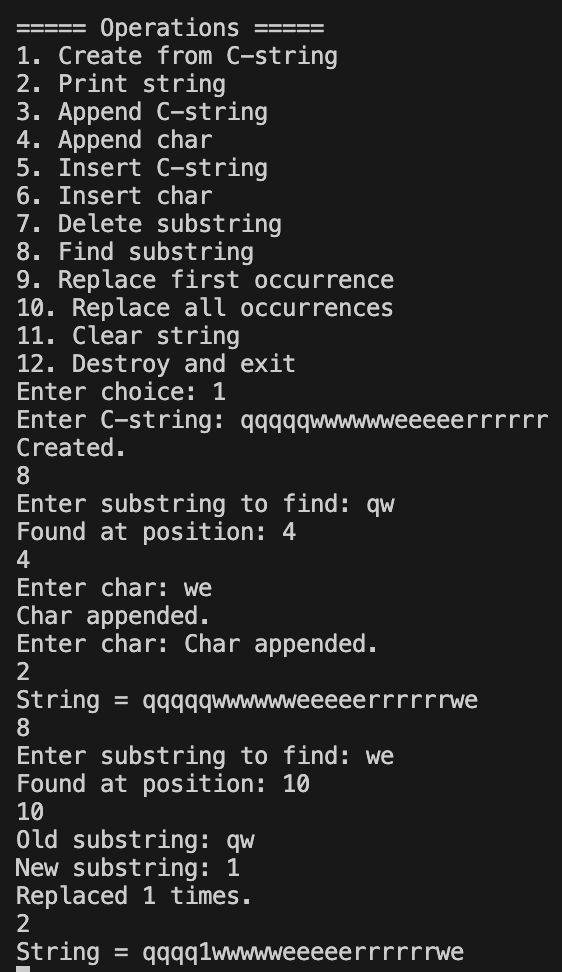 ===== Operations =====
1. Create from C-string
2. Print string
3. Append C-string
4. Append char
5. Insert C-string
6. Insert char
7. Delete substring
8. Find substring
9. Replace first occurrence
10. Replace all occurrences
11. Clear string
12. Destroy and exit
Enter choice: 1
Enter C-string: qqqqqwwwwwweeeeerrrrrr
Created.
8
Enter substring to find: qw
Found at position: 4
4
Enter char: we
Char appended.
Enter char: Char appended.
2
String = qqqqqwwwwwweeeeerrrrrrwe
8
Enter substring to find: we
Found at position: 10
10
Old substring: qw
New substring: 1
Replaced 1 times.
2
String = qqqq1wwwwweeeeerrrrrrwe